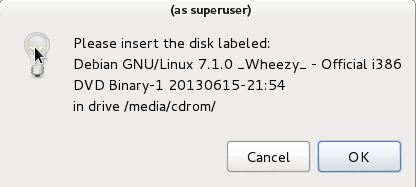 (as superuser)
Please insert the disk labeled:
Debian GNU/Linux 7.1.0 _Wheezy_ - Official i386
DVD Binary-1 20130615-21:54
in drive /media/cdrom/
Cancel OK